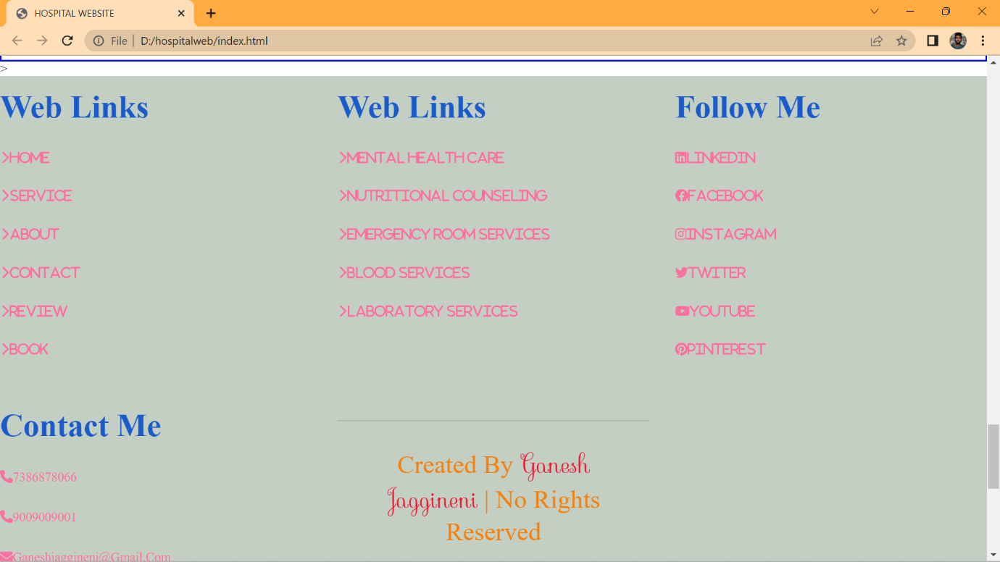 HOSPITAL WEBSITE
File | D:/hospitalweb/index.html
>
Web Links
>HOME
>SERVICE
>ABOUT
>CONTACT
>REVIEW
>BOOK
Web Links
>MENTAL HEALTH CARE
>NUTRITIONAL COUNSELING
>EMERGENCY ROOM SERVICES
>BLOOD SERVICES
>LABORATORY SERVICES
Follow Me
LINKEDIN
FACEBOOK
INSTAGRAM
TWITER
YOUTUBE
PINTEREST
Contact Me
7386878066
9009009001
Ganeshjaggineni@Gmail.Com
Created By Ganesh
Jaggineni | No Rights
Reserved